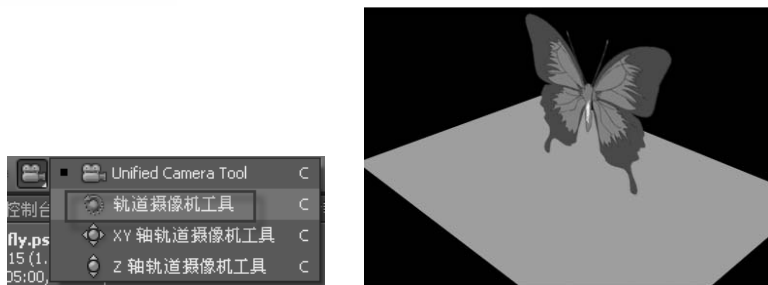 Unified Camera Tool C
控制台
轨道摄像机工具 C
fly.ps
XY 轴轨道摄像机工具 C
15 (1.
Z 轴轨道摄像机工具 C
05:00,